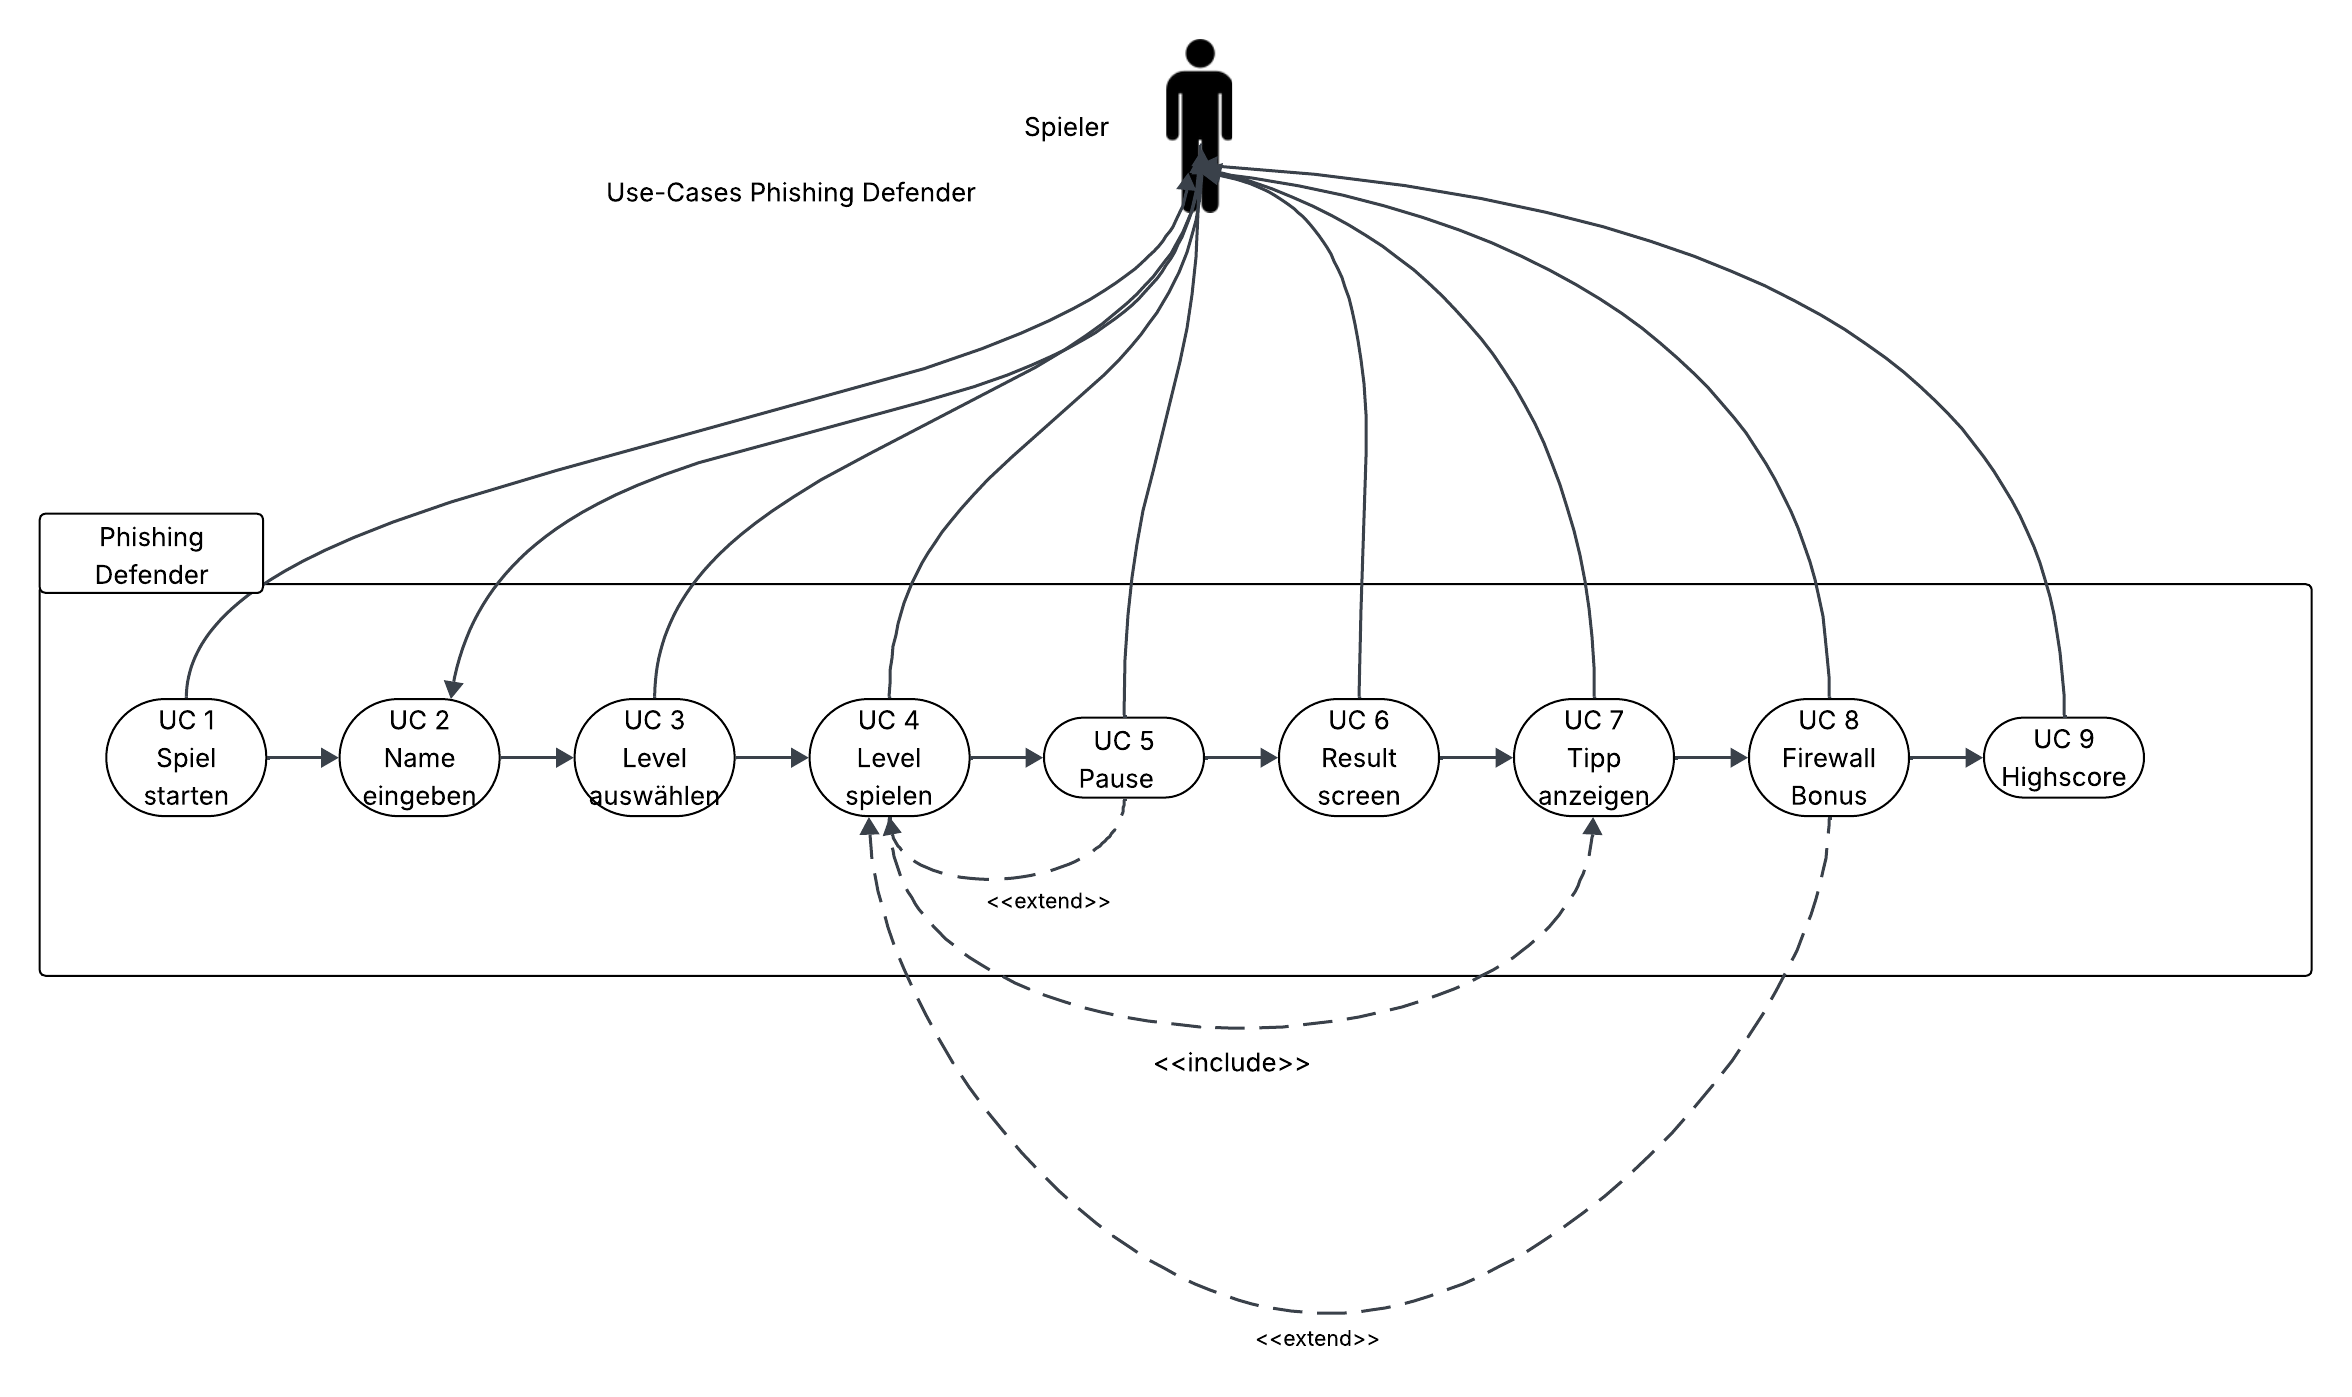 Spieler
Use-Cases Phishing Defender
Phishing
Defender
UC 1
Spiel
starten
UC 2
Name
eingeben
UC 3
Level
auswählen
UC 4
Level
spielen
UC 5
Pause
UC 6
Result
screen
UC 7
Tipp
anzeigen
UC 8
Firewall
Bonus
UC 9
Highscore
<<extend>>
<<include>>
<<extend>>